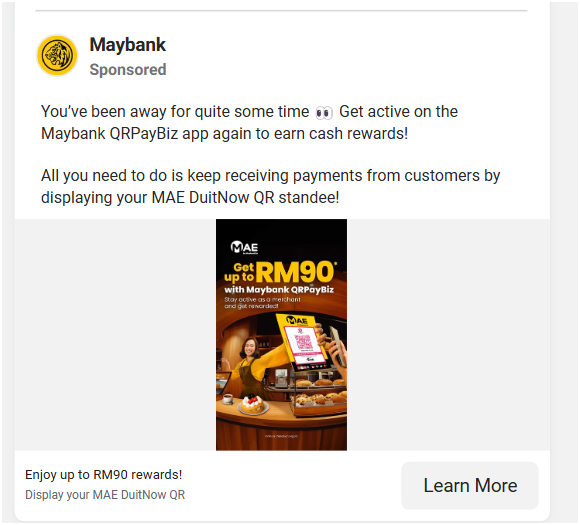 Maybank
Sponsored
You've been away for quite some time 👀 Get active on the
Maybank QRPayBiz app again to earn cash rewards!
All you need to do is keep receiving payments from customers by
displaying your MAE DuitNow QR standee!
MAE
Get
up to RM90*
with Maybank QRPayBiz
Stay active as a merchant
and get rewarded!
MAE
Enjoy up to RM90 rewards!
Display your MAE DuitNow QR
Learn More